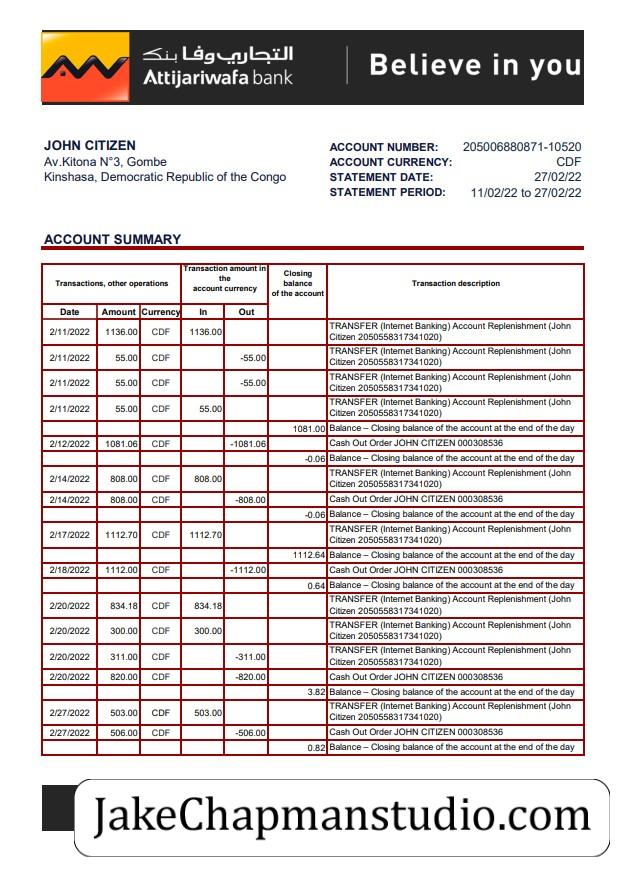 التجاري وفا بنك
Attijariwafa bank
Believe in you
JOHN CITIZEN
Av.Kitona N°3, Gombe
Kinshasa, Democratic Republic of the Congo
ACCOUNT NUMBER: 205006880871-10520
ACCOUNT CURRENCY: CDF
STATEMENT DATE: 27/02/22
STATEMENT PERIOD: 11/02/22 to 27/02/22
ACCOUNT SUMMARY
Transactions, other operations
Transaction amount in
the
account currency
Closing
balance
of the account
Transaction description
Date Amount Currency In Out
2/11/2022 1136.00 CDF 1136.00 TRANSFER (Internet Banking) Account Replenishment (John
Citizen 2050558317341020)
2/11/2022 55.00 CDF -55.00 TRANSFER (Internet Banking) Account Replenishment (John
Citizen 2050558317341020)
2/11/2022 55.00 CDF -55.00 TRANSFER (Internet Banking) Account Replenishment (John
Citizen 2050558317341020)
2/11/2022 55.00 CDF 55.00 TRANSFER (Internet Banking) Account Replenishment (John
Citizen 2050558317341020)
1081.00 Balance – Closing balance of the account at the end of the day
2/12/2022 1081.06 CDF -1081.06 Cash Out Order JOHN CITIZEN 000308536
-0.06 Balance – Closing balance of the account at the end of the day
2/14/2022 808.00 CDF 808.00 TRANSFER (Internet Banking) Account Replenishment (John
Citizen 2050558317341020)
2/14/2022 808.00 CDF -808.00 Cash Out Order JOHN CITIZEN 000308536
-0.06 Balance – Closing balance of the account at the end of the day
2/17/2022 1112.70 CDF 1112.70 TRANSFER (Internet Banking) Account Replenishment (John
Citizen 2050558317341020)
1112.64 Balance – Closing balance of the account at the end of the day
2/18/2022 1112.00 CDF -1112.00 Cash Out Order JOHN CITIZEN 000308536
0.64 Balance – Closing balance of the account at the end of the day
2/20/2022 834.18 CDF 834.18 TRANSFER (Internet Banking) Account Replenishment (John
Citizen 2050558317341020)
2/20/2022 300.00 CDF 300.00 TRANSFER (Internet Banking) Account Replenishment (John
Citizen 2050558317341020)
2/20/2022 311.00 CDF -311.00 TRANSFER (Internet Banking) Account Replenishment (John
Citizen 2050558317341020)
2/20/2022 820.00 CDF -820.00 Cash Out Order JOHN CITIZEN 000308536
3.82 Balance – Closing balance of the account at the end of the day
2/27/2022 503.00 CDF 503.00 TRANSFER (Internet Banking) Account Replenishment (John
Citizen 2050558317341020)
2/27/2022 506.00 CDF -506.00 Cash Out Order JOHN CITIZEN 000308536
0.82 Balance – Closing balance of the account at the end of the day
JakeChapmanstudio.com